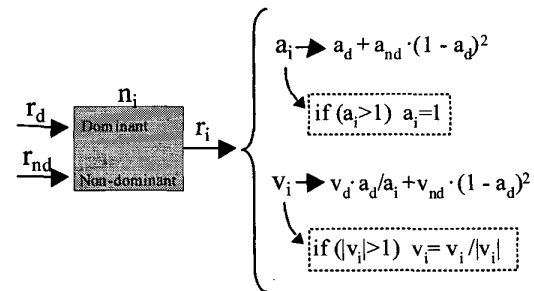 a_i → a_d + a_nd · (1 - a_d)²
if (a_i>1) a_i=1
n_i
r_d
Dominant
r_i
r_nd
Non-dominant
v_i → v_d · a_d/a_i + v_nd · (1 - a_d)²
if (|v_i|>1) v_i = v_i /|v_i|